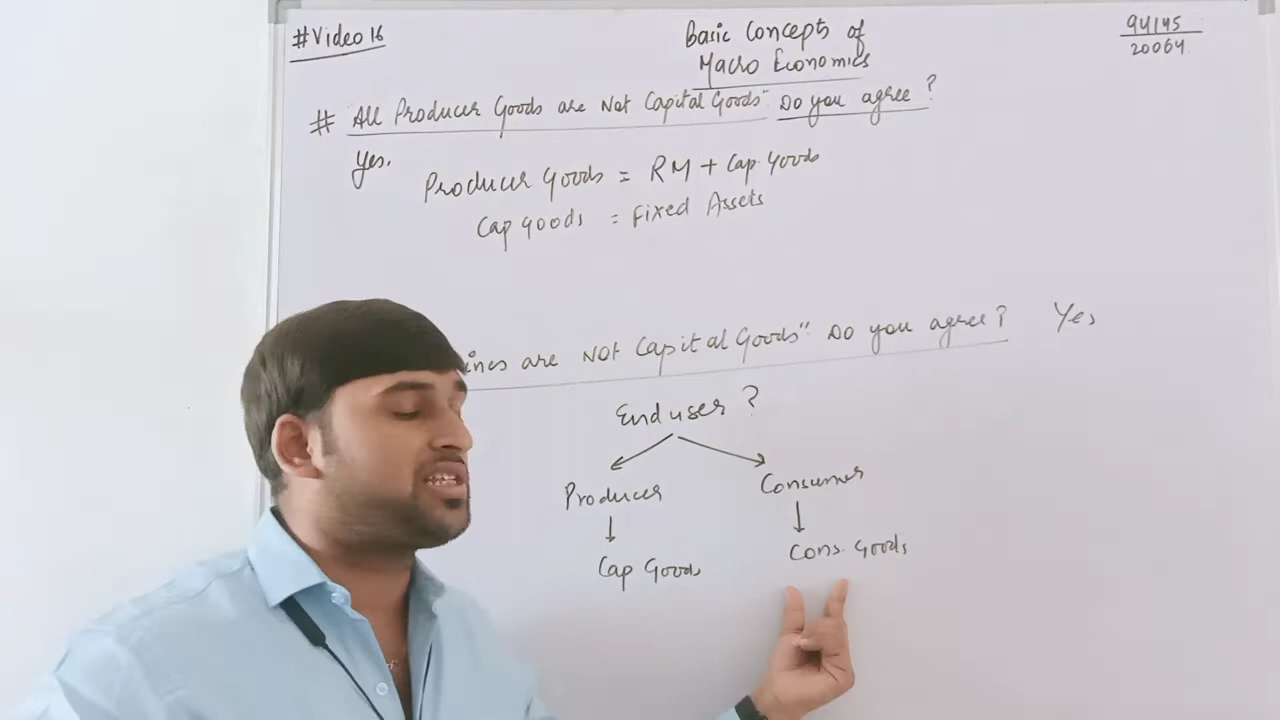 #Video 16
Basic Concepts of
Macro Economics
94145
20064
# "All Producer Goods are Not Capital Goods" Do you agree?
Yes.
Producer Goods = RM + Cap. Goods
Cap Goods = Fixed Assets
ines are NOT Capital Goods" Do you agree? Yes
End user?
Producer
Consumer
Cap Goods
Cons. Goods